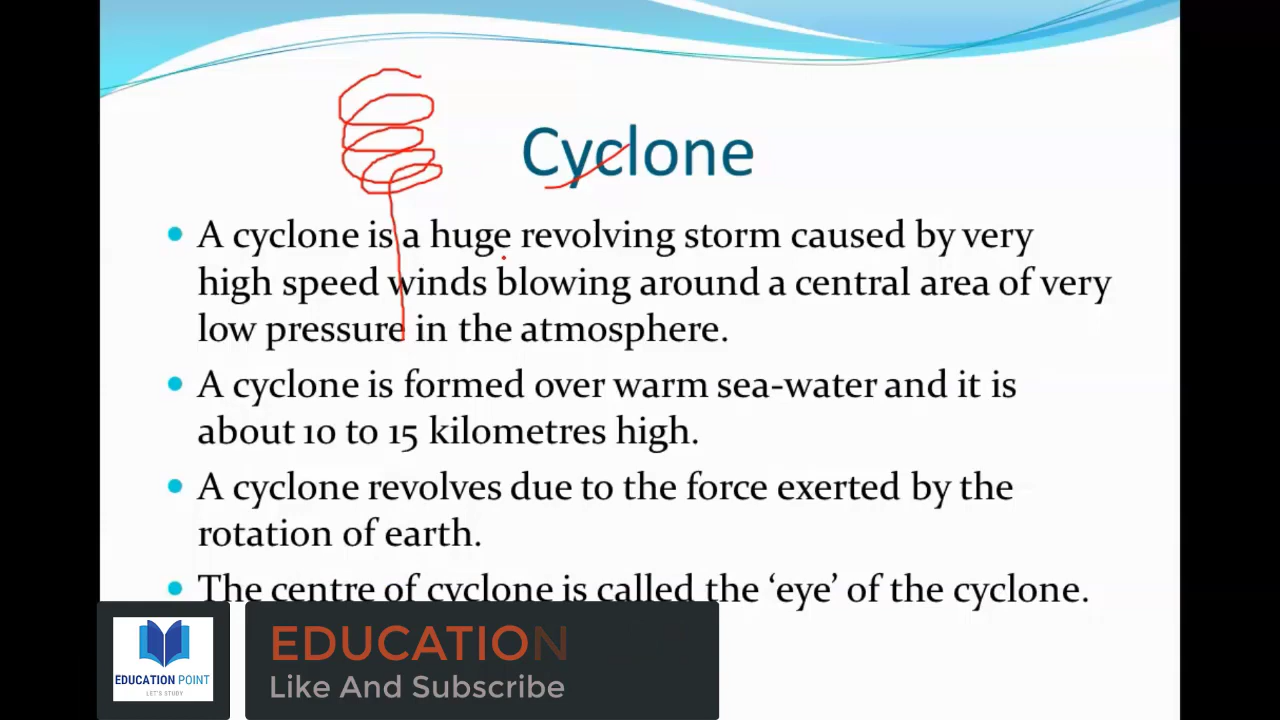 Cyclone
• A cyclone is a huge revolving storm caused by very
high speed winds blowing around a central area of very
low pressure in the atmosphere.
• A cyclone is formed over warm sea-water and it is
about 10 to 15 kilometres high.
• A cyclone revolves due to the force exerted by the
rotation of earth.
• The centre of cyclone is called the ‘eye’ of the cyclone.
EDUCATION
Like And Subscribe
EDUCATION POINT
LET'S STUDY